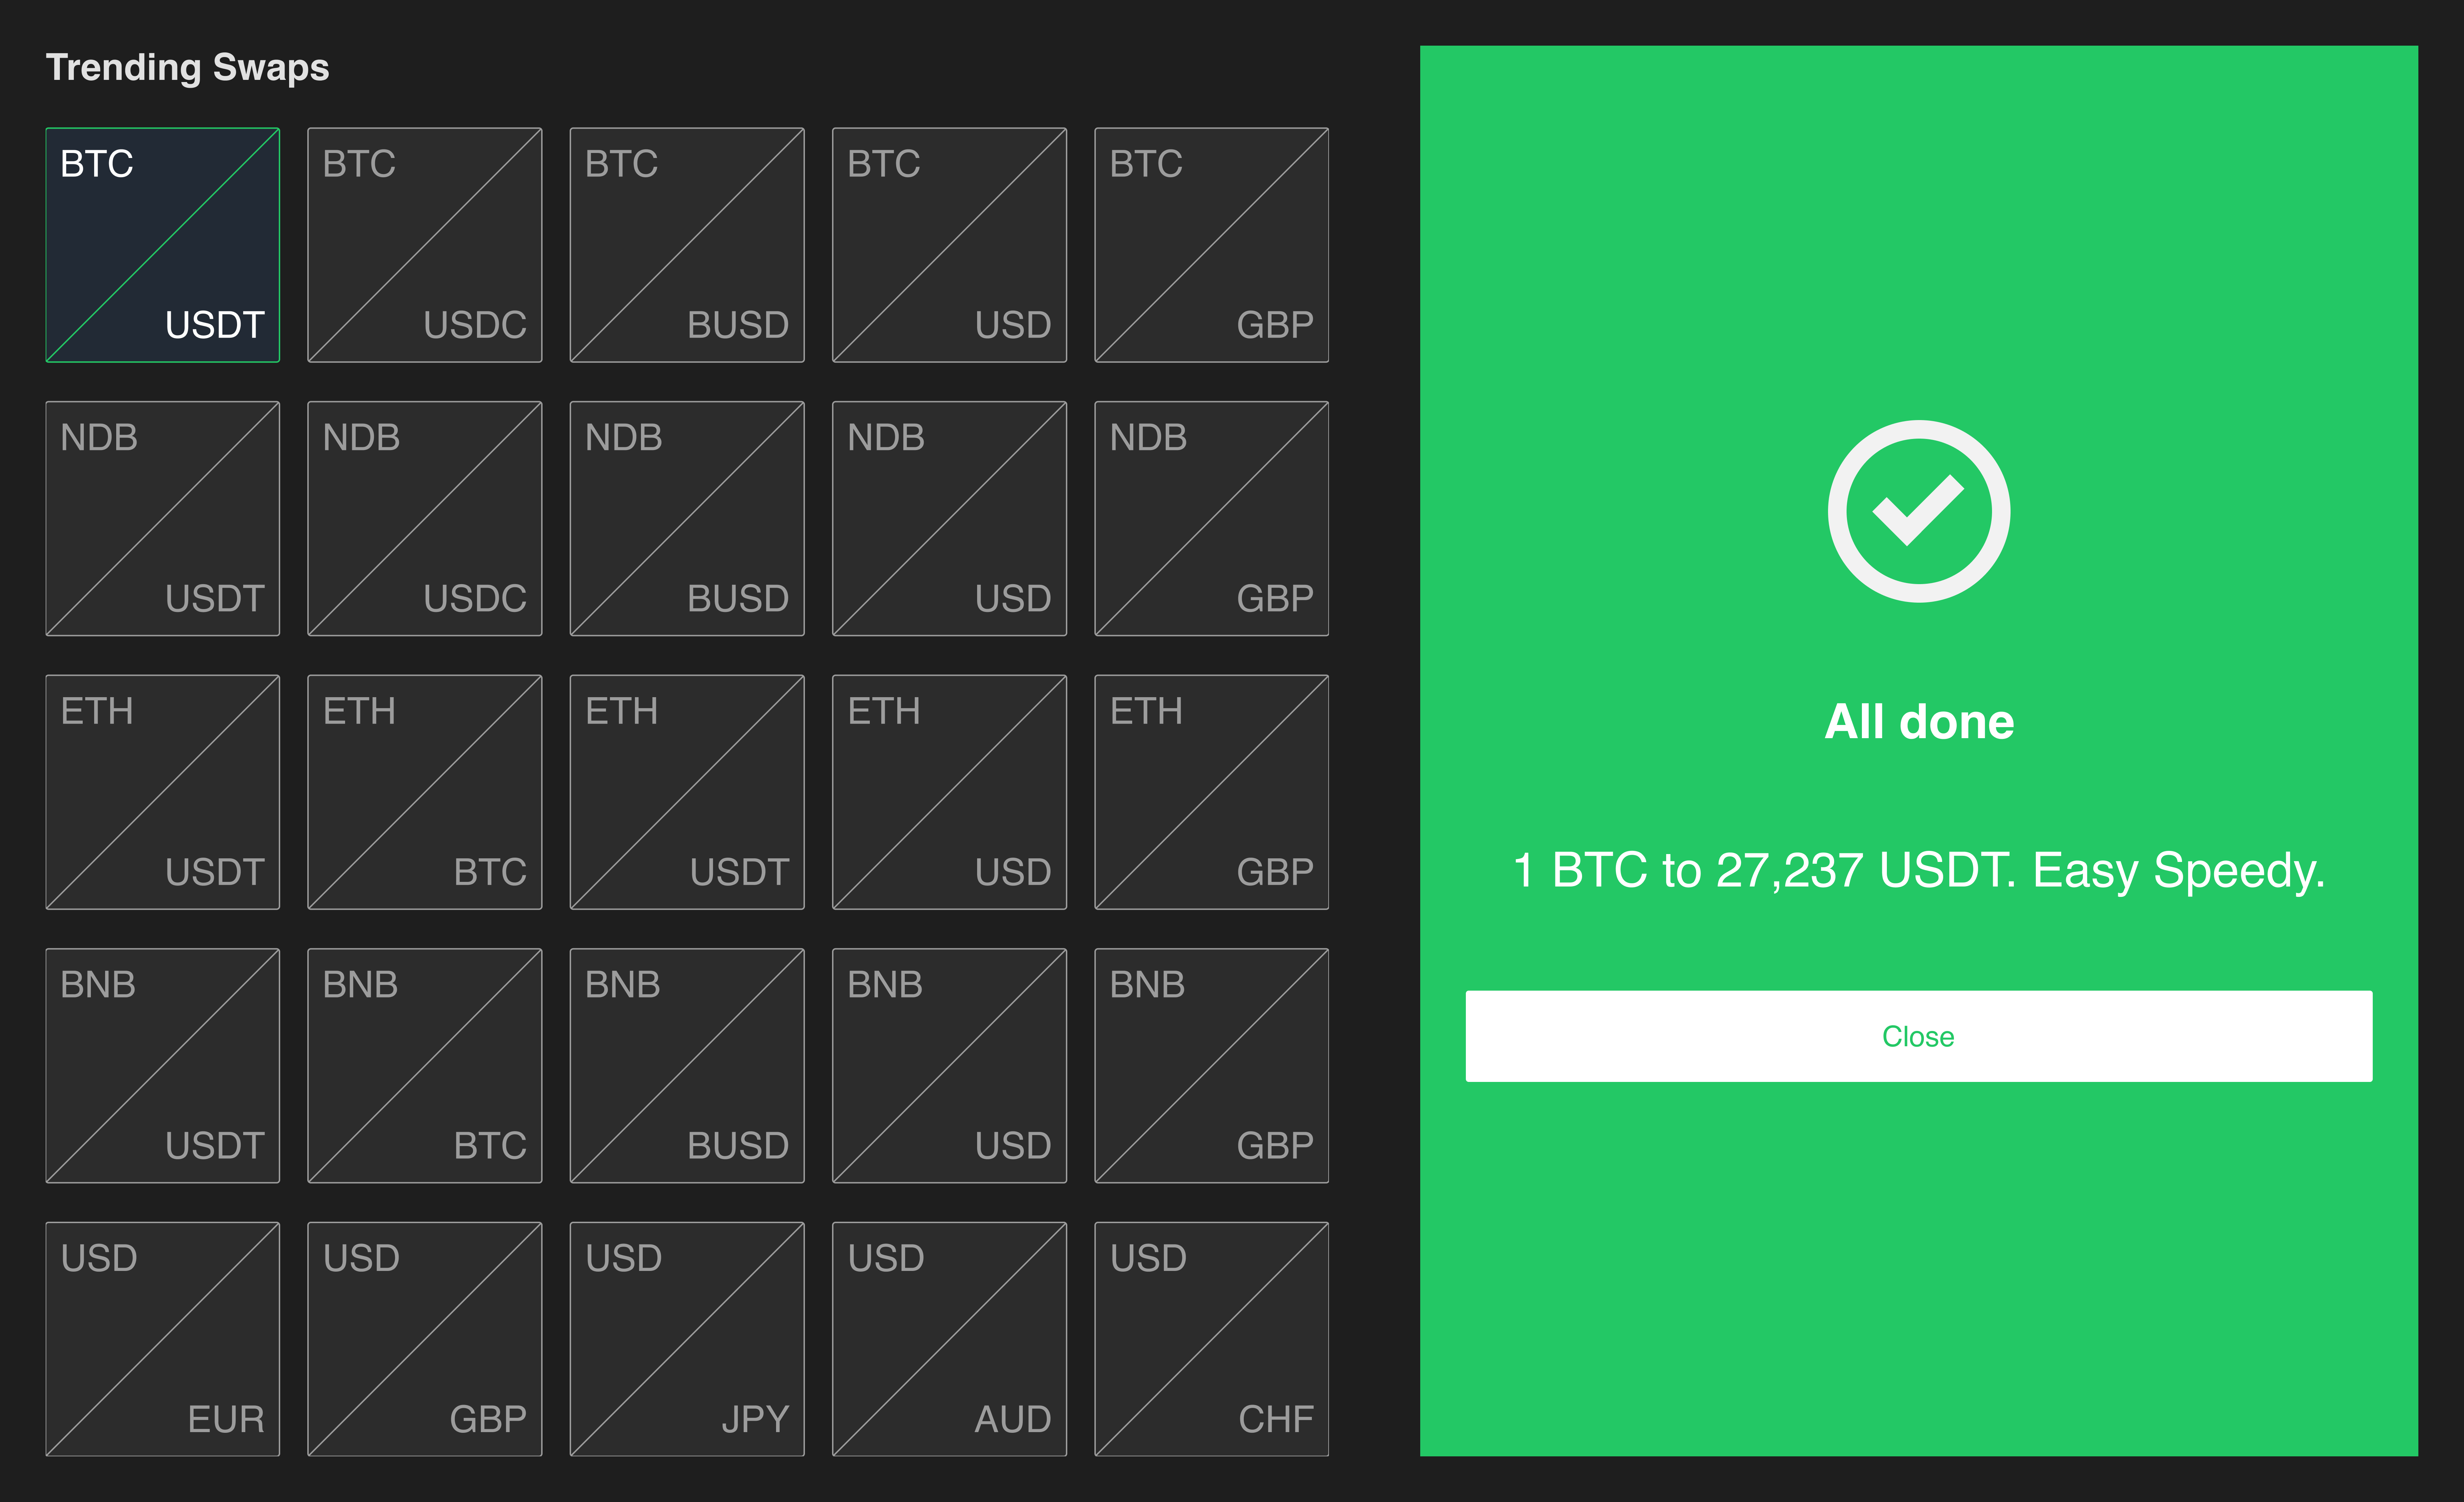 Trending Swaps
BTC
USDT
BTC
USDC
BTC
BUSD
BTC
USD
BTC
GBP
NDB
USDT
NDB
USDC
NDB
BUSD
NDB
USD
NDB
GBP
ETH
USDT
ETH
BTC
ETH
USDT
ETH
USD
ETH
GBP
BNB
USDT
BNB
BTC
BNB
BUSD
BNB
USD
BNB
GBP
USD
EUR
USD
GBP
USD
JPY
USD
AUD
USD
CHF
All done
1 BTC to 27,237 USDT. Easy Speedy.
Close